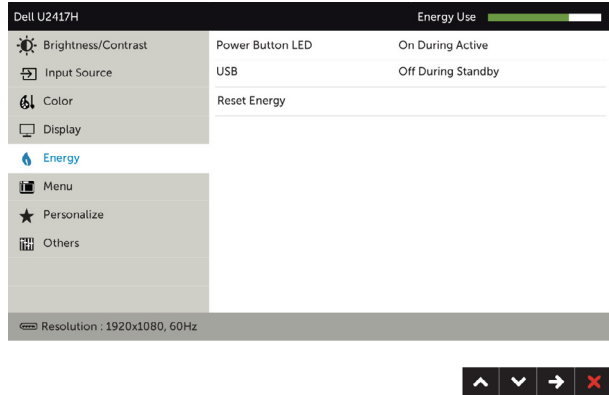 Dell U2417H Energy Use
Brightness/Contrast
Input Source
Color
Display
Energy
Menu
Personalize
Others
Power Button LED On During Active
USB Off During Standby
Reset Energy
Resolution : 1920x1080, 60Hz